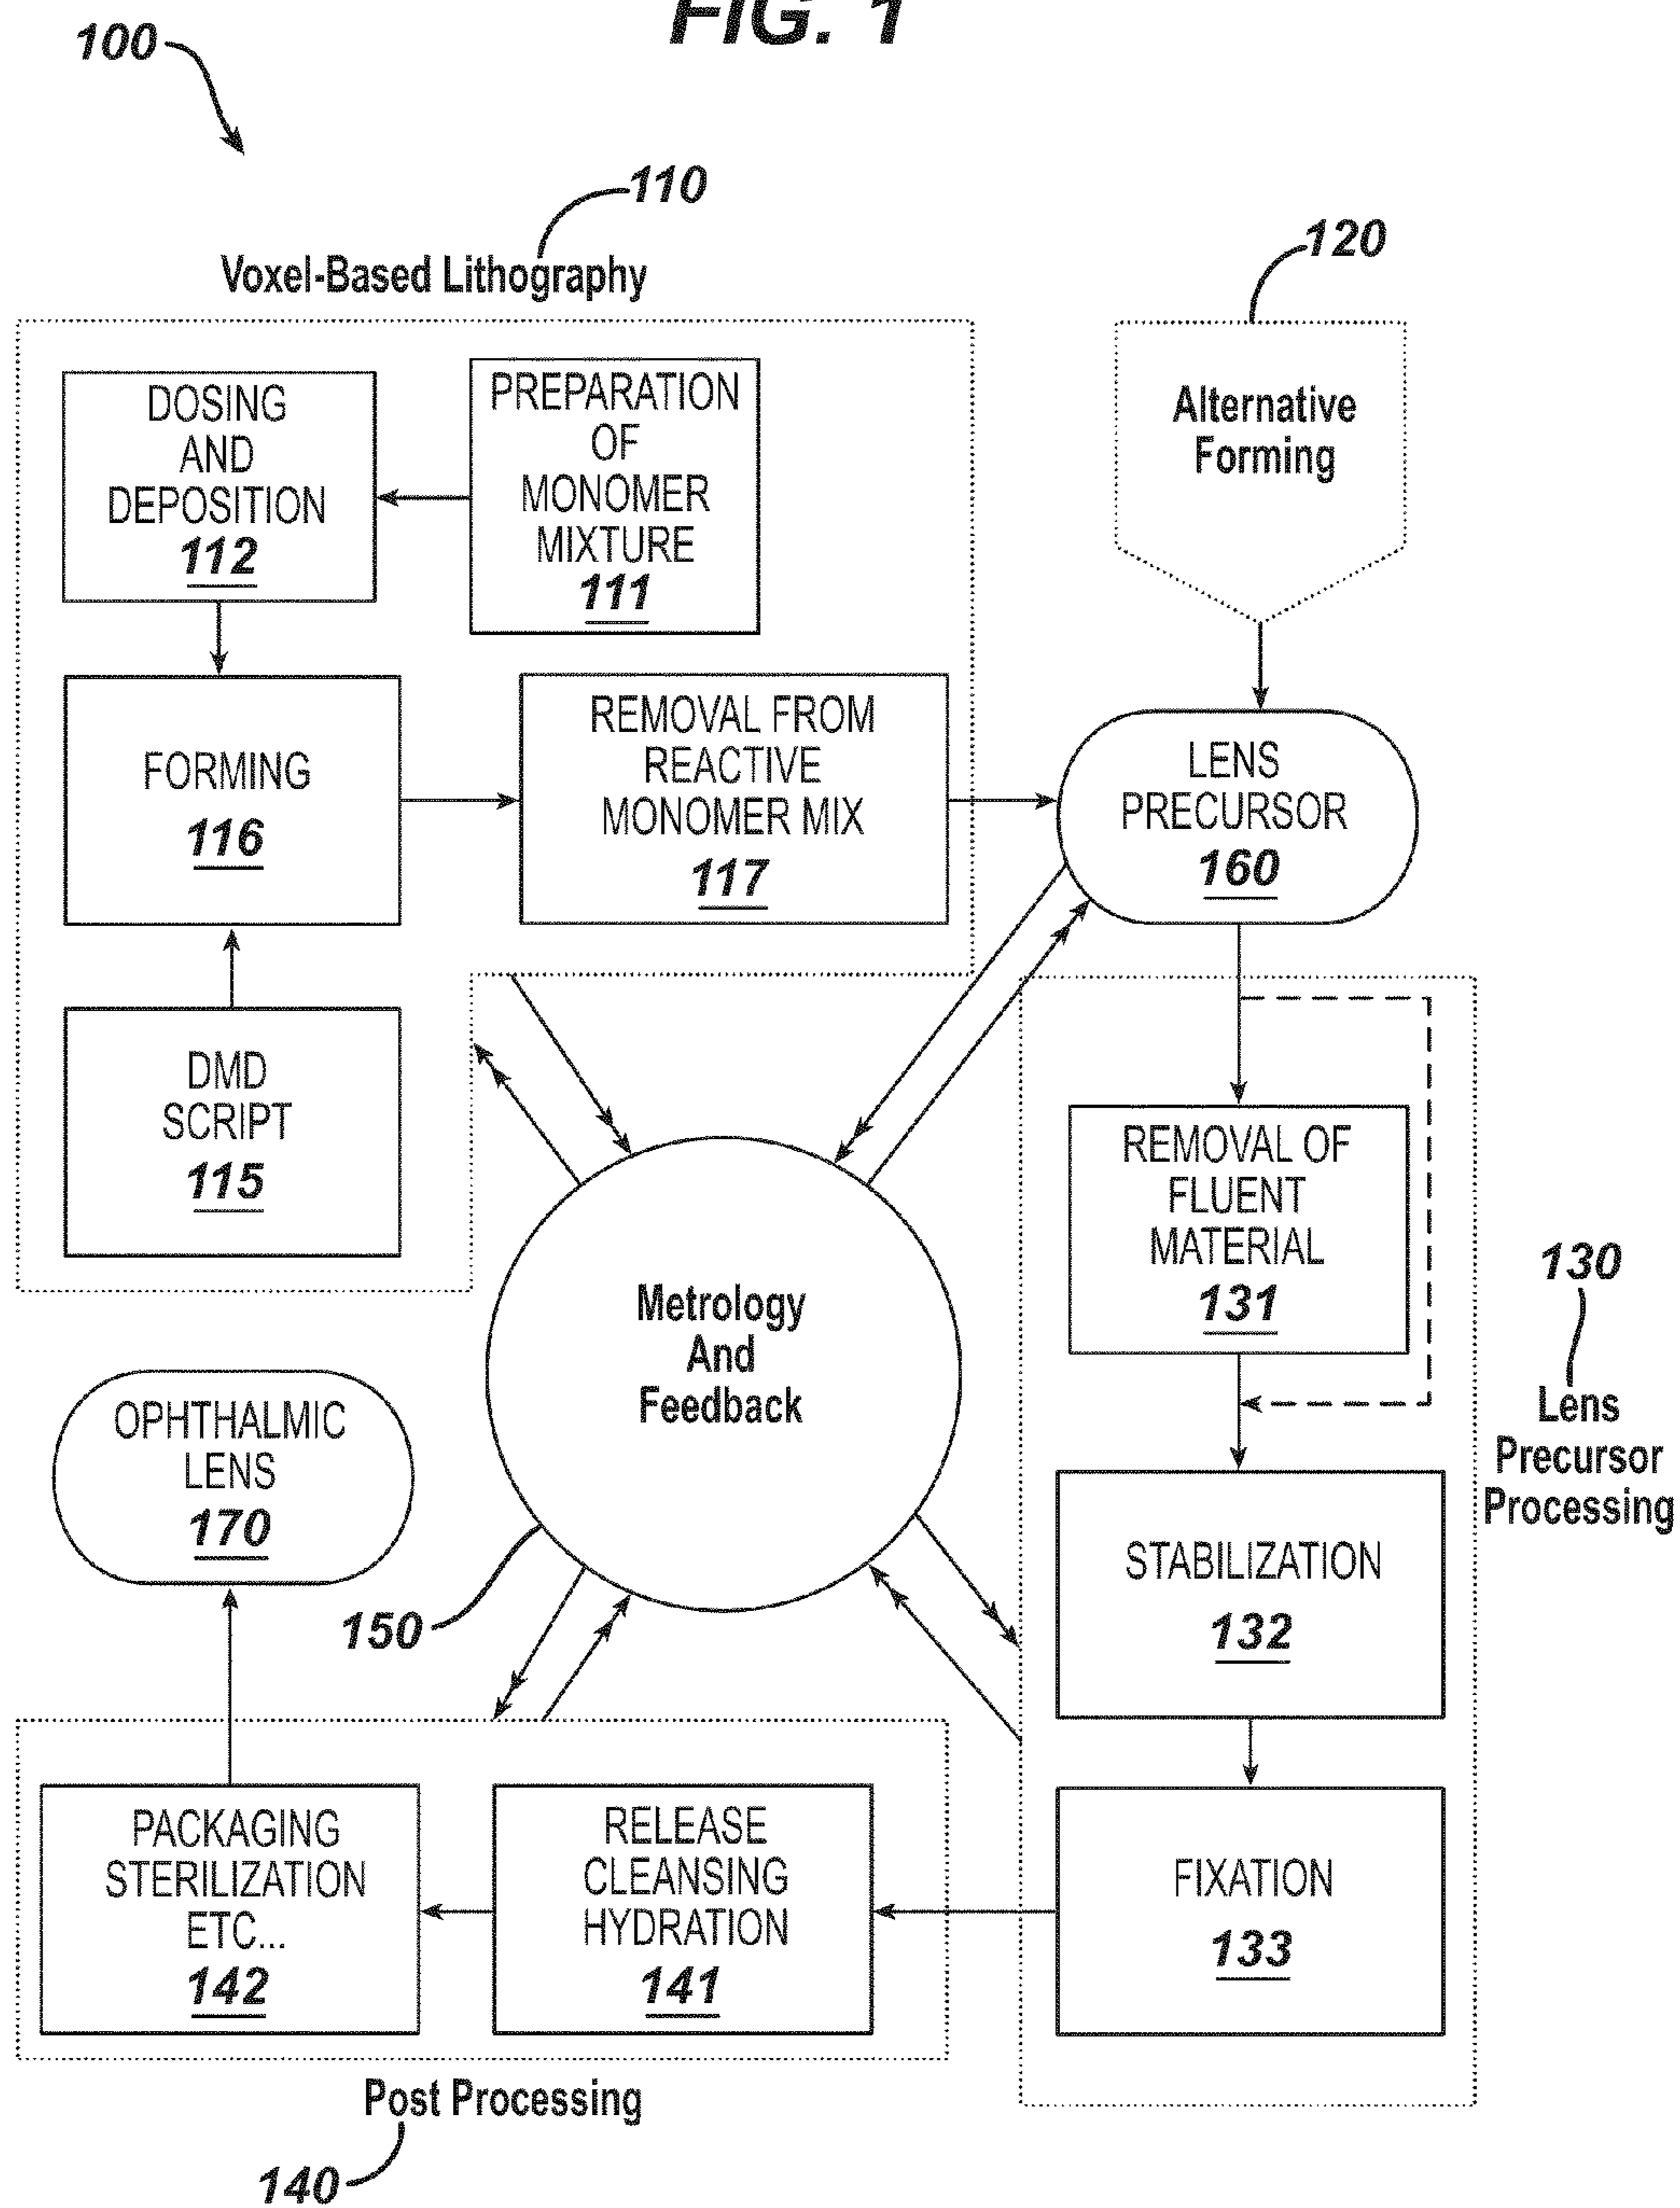 FIG. 1
100
110
Voxel-Based Lithography
120
DOSING
AND
DEPOSITION
112
PREPARATION
OF
MONOMER
MIXTURE
111
Alternative
Forming
FORMING
116
REMOVAL FROM
REACTIVE
MONOMER MIX
117
LENS
PRECURSOR
160
DMD
SCRIPT
115
REMOVAL OF
FLUENT
MATERIAL
131
130
Lens
Precursor
Processing
Metrology
And
Feedback
150
OPHTHALMIC
LENS
170
STABILIZATION
132
FIXATION
133
PACKAGING
STERILIZATION
ETC...
142
RELEASE
CLEANSING
HYDRATION
141
Post Processing
140